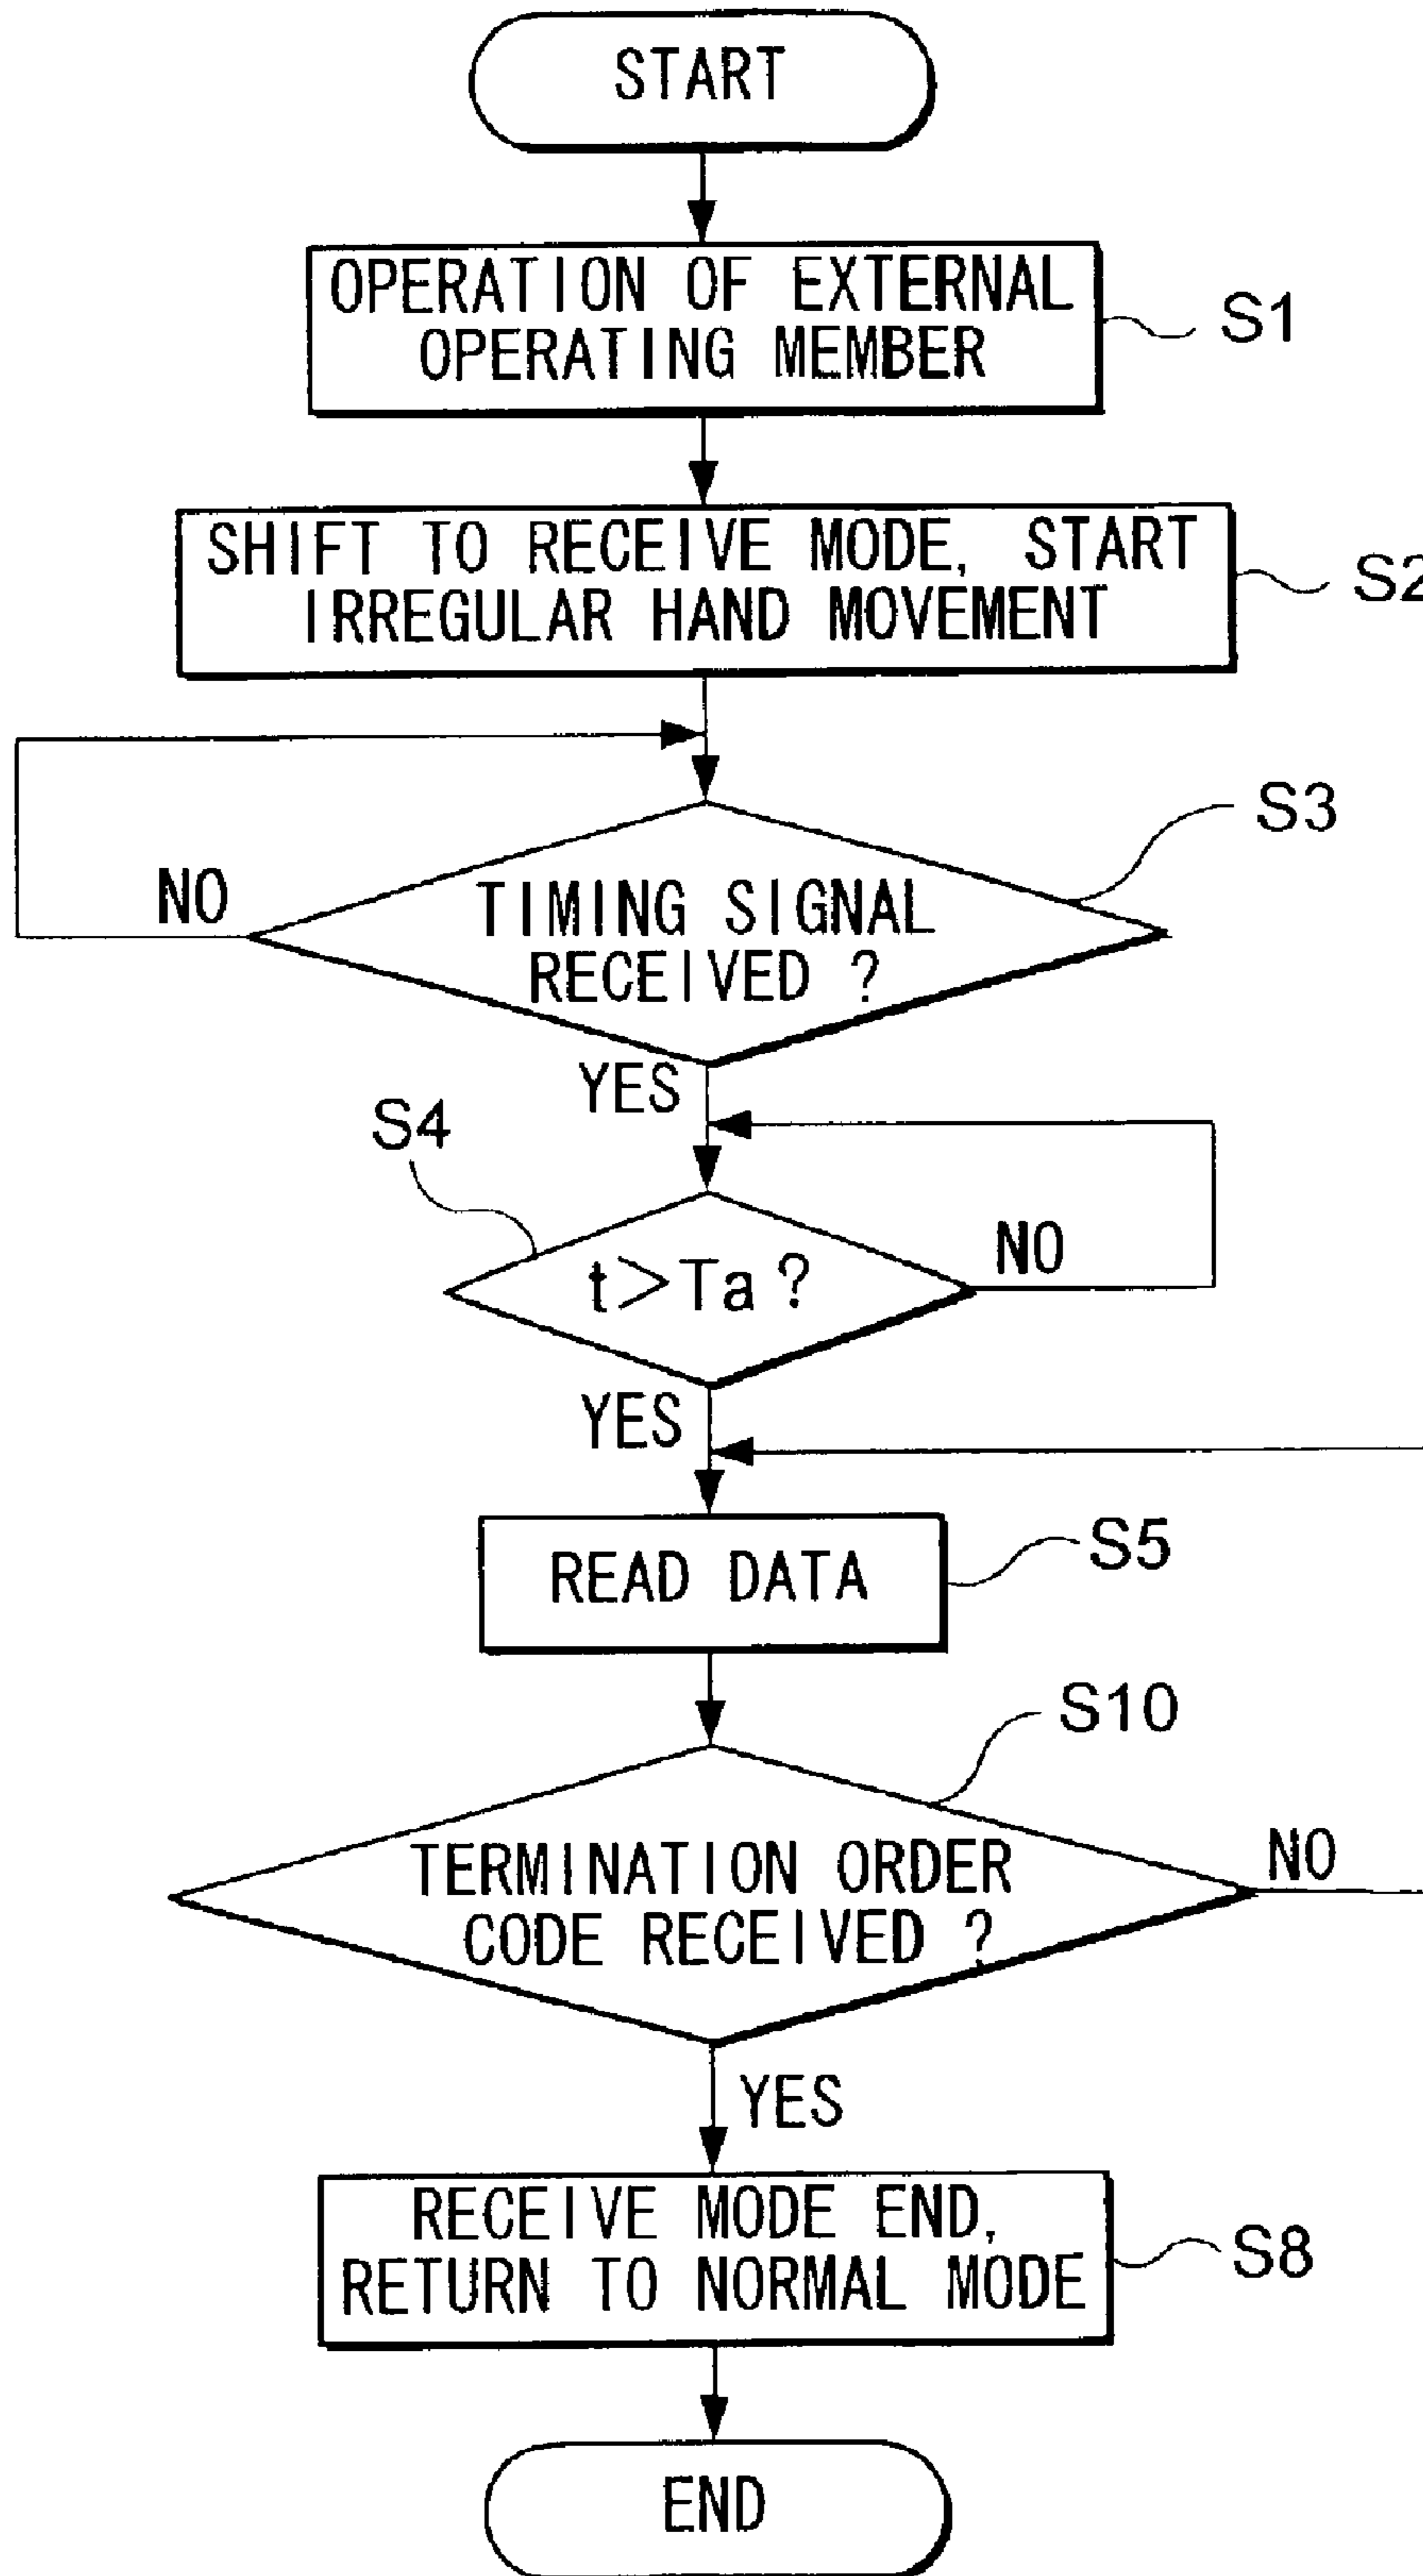 START
OPERATION OF EXTERNAL
OPERATING MEMBER
S1
SHIFT TO RECEIVE MODE, START
IRREGULAR HAND MOVEMENT
S2
S3
NO
TIMING SIGNAL
RECEIVED ?
YES
S4
t>Ta ?
NO
YES
READ DATA
S5
S10
TERMINATION ORDER
CODE RECEIVED ?
NO
YES
RECEIVE MODE END,
RETURN TO NORMAL MODE
S8
END